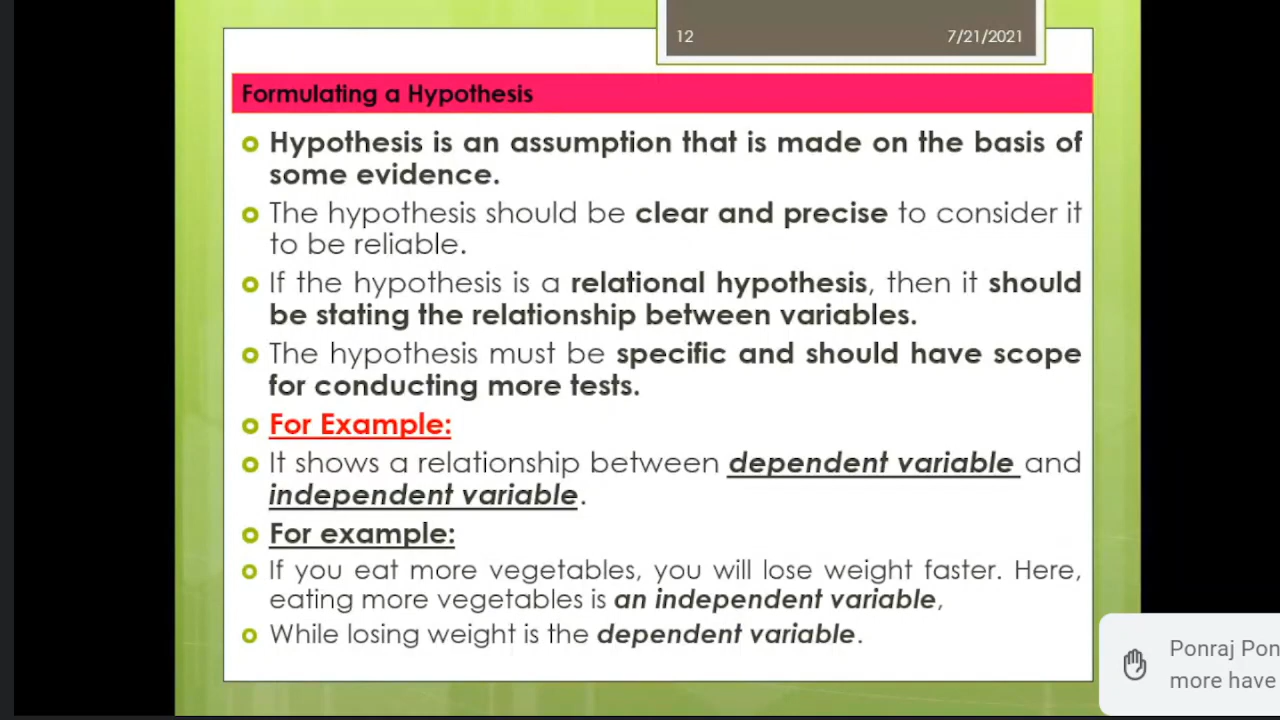 12 7/21/2021
Formulating a Hypothesis
Hypothesis is an assumption that is made on the basis of
some evidence.
The hypothesis should be clear and precise to consider it
to be reliable.
If the hypothesis is a relational hypothesis, then it should
be stating the relationship between variables.
The hypothesis must be specific and should have scope
for conducting more tests.
For Example:
It shows a relationship between dependent variable and
independent variable.
For example:
If you eat more vegetables, you will lose weight faster. Here,
eating more vegetables is an independent variable,
While losing weight is the dependent variable.
Ponraj Pon
more have